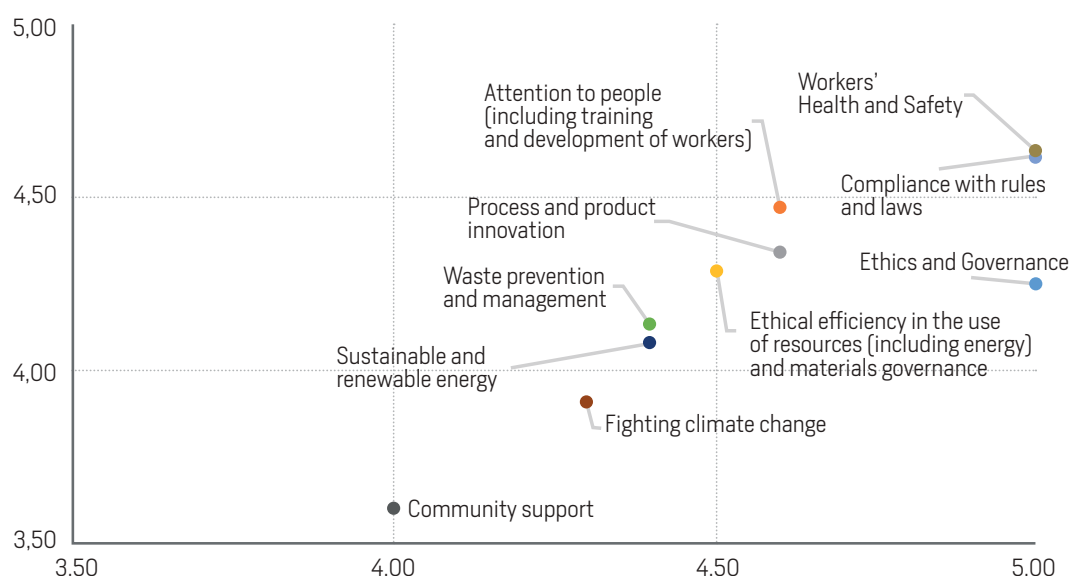 5,00
Workers'
Health and Safety
Attention to people
(including training
and development of workers)
4,50
Compliance with rules
and laws
Process and product
innovation
Ethics and Governance
Waste prevention
and management
Ethical efficiency in the use
of resources (including energy)
and materials governance
Sustainable and
renewable energy
4,00
Fighting climate change
Community support
3,50
3.50
4.00
4.50
5.00